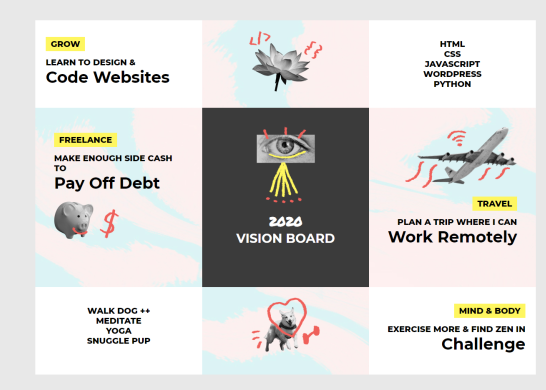 GROW
LEARN TO DESIGN &
Code Websites
</>
{}
HTML
CSS
JAVASCRIPT
WORDPRESS
PYTHON
FREELANCE
MAKE ENOUGH SIDE CASH
TO
Pay Off Debt
$
2020
VISION BOARD
TRAVEL
PLAN A TRIP WHERE I CAN
Work Remotely
WALK DOG ++
MEDITATE
YOGA
SNUGGLE PUP
MIND & BODY
EXERCISE MORE & FIND ZEN IN
Challenge